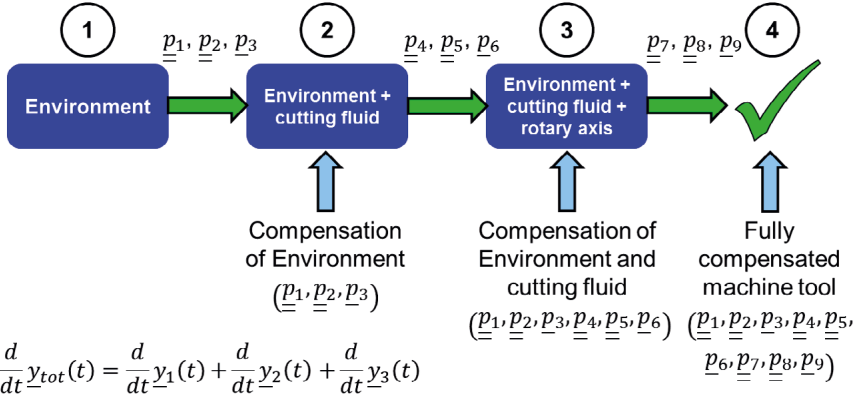 1 2 3 4
p₁, p₂, p₃ p₄, p₅, p₆ p₇, p₈, p₉
Environment
Environment +
cutting fluid
Environment +
cutting fluid +
rotary axis
Compensation
of Environment
(p₁, p₂, p₃)
Compensation of
Environment and
cutting fluid
(p₁, p₂, p₃, p₄, p₅, p₆)
Fully
compensated
machine tool
(p₁, p₂, p₃, p₄, p₅,
p₆, p₇, p₈, p₉)
d/dt y_tot(t) = d/dt y₁(t) + d/dt y₂(t) + d/dt y₃(t)